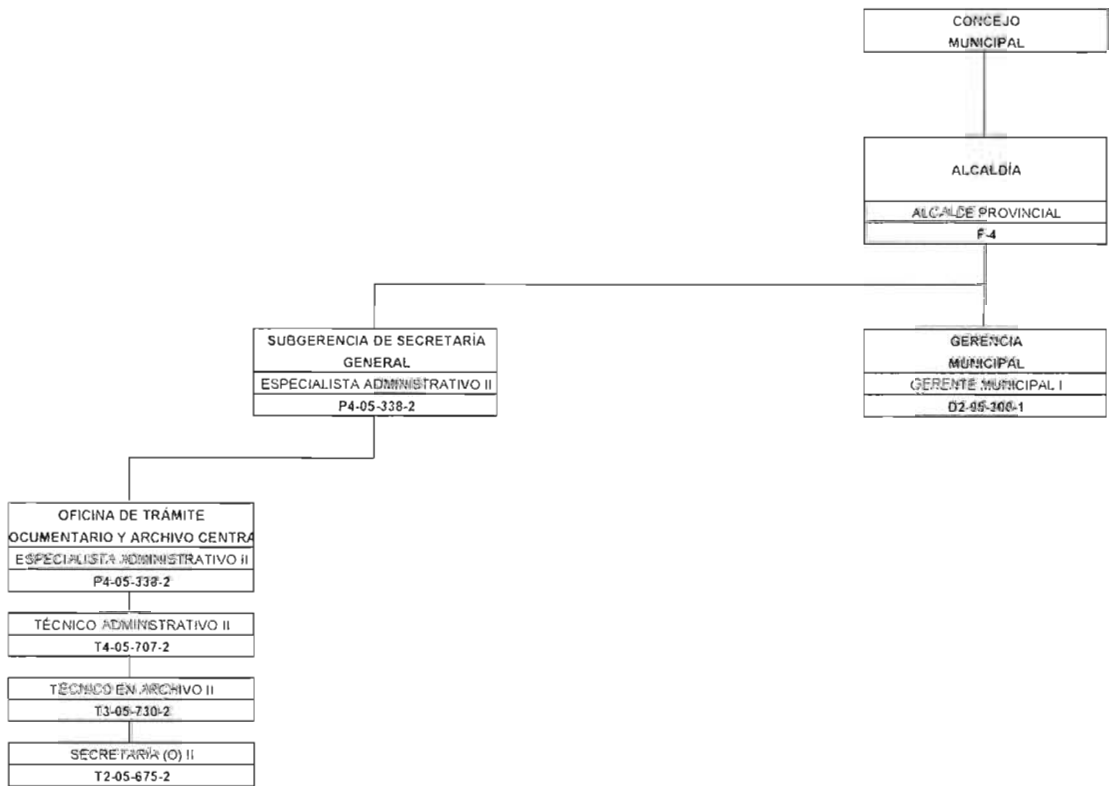 CONCEJO
MUNICIPAL
ALCALDÍA
ALCALDE PROVINCIAL
F-4
SUBGERENCIA DE SECRETARÍA
GENERAL
ESPECIALISTA ADMINISTRATIVO II
P4-05-338-2
GERENCIA
MUNICIPAL
GERENTE MUNICIPAL I
D2-05-300-1
OFICINA DE TRÁMITE
OCUMENTARIO Y ARCHIVO CENTRA
ESPECIALISTA ADMINISTRATIVO II
P4-05-338-2
TÉCNICO ADMINISTRATIVO II
T4-05-707-2
TÉCNICO EN ARCHIVO II
T3-05-730-2
SECRETARÍA (O) II
T2-05-675-2